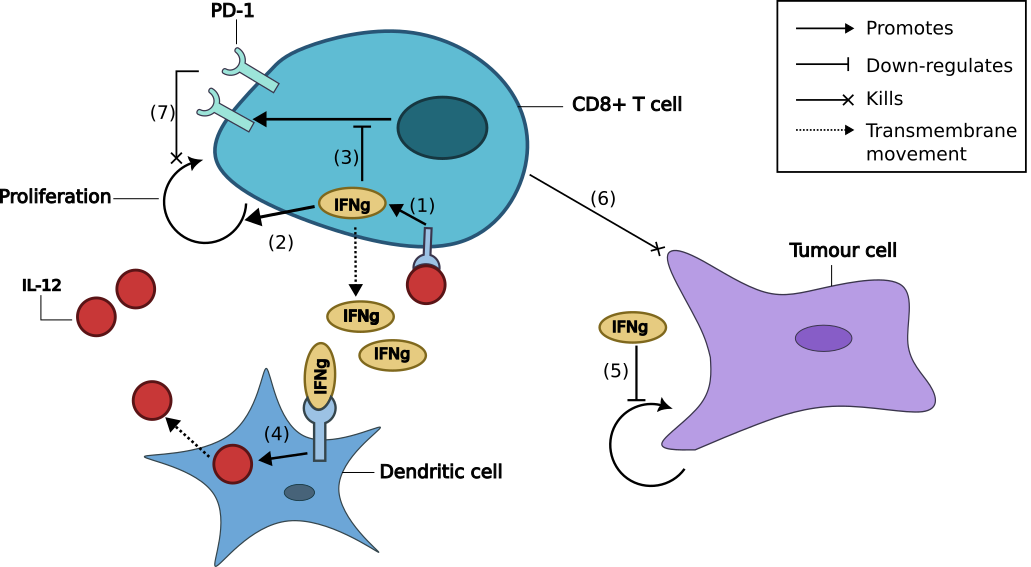 PD-1
Promotes
Down-regulates
Kills
Transmembrane
movement
CD8+ T cell
(7)
(3)
Proliferation
IFNg
(1)
(2)
(6)
Tumour cell
IL-12
IFNg
IFNg
IFNg
IFNg
(5)
(4)
Dendritic cell